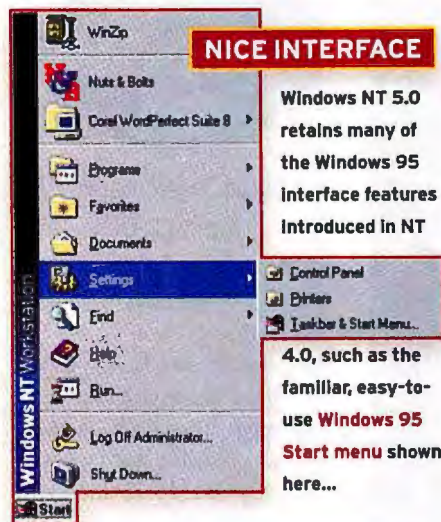 WinZip
NICE INTERFACE
Nuts & Bolts
Corel WordPerfect Suite 8
Programs
Favorites
Documents
Settings
Find
Help
Run...
Log Off Administrator...
Shut Down...
Windows NT Workstation
Start
Control Panel
Printers
Taskbar & Start Menu...
Windows NT 5.0
retains many of
the Windows 95
interface features
introduced in NT
4.0, such as the
familiar, easy-to-
use Windows 95
Start menu shown
here...